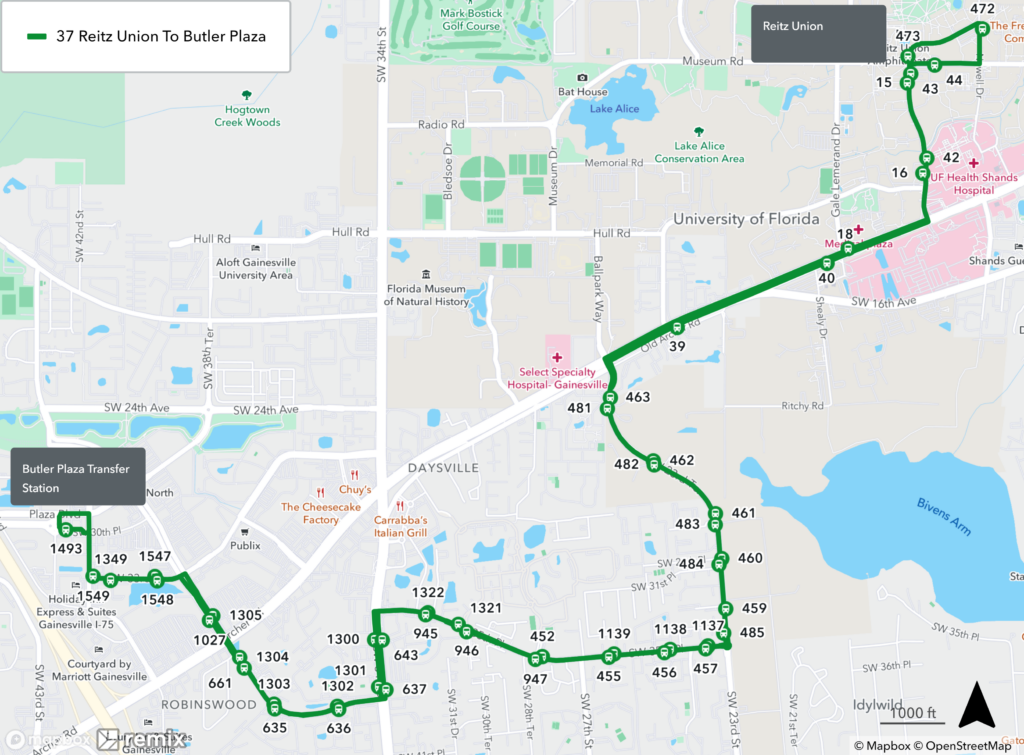 37 Reitz Union To Butler Plaza
Mark Bostick
Golf Course
SW 34th St
Reitz Union
472
The Fre
Com
473
Reitz Union
15
43
44
Museum Rd
Bat House
Lake Alice
Hogtown
Creek Woods
Radio Rd
Bledsoe Dr
Museum Dr
Memorial Rd
Lake Alice
Conservation Area
Gale Lemerand Dr
42
16
UF Health Shands
Hospital
University of Florida
SW 42nd St
Hull Rd
Hull Rd
Hull Rd
18
40
Shands Gue
Aloft Gainesville
University Area
Florida Museum
of Natural History
Ballpark Way
SW 16th Ave
Shealy Dr
39
SW 38th Ter
Select Specialty
Hospital- Gainesville
463
481
SW 24th Ave
SW 24th Ave
Ritchy Rd
DAYSVILLE
482
462
Butler Plaza Transfer
Station
North
Chuy's
The Cheesecake
Factory
Carrabba's
Italian Grill
Bivens Arm
Plaza Blvd
SW 30th Pl
1493
461
483
Publix
1349
1547
1549
1548
460
484
SW 31st Pl
Holiday
Express & Suites
Gainesville I-75
1322
1321
1305
1027
945
946
459
1137
485
452
1139
1138
1300
643
947
455
456
457
SW 35th Pl
SW 36th Pl
Courtyard by
Marriott Gainesville
1304
661
1303
1301
1302
637
635
636
ROBINSWOOD
SW 43rd St
SW 31st Dr
SW 30th Ter
SW 28th Ter
SW 27th St
SW 23rd St
SW 21st Ter
Idylwild
1000 ft
mapbox
remix
Gainesville
© Mapbox © OpenStreetMap